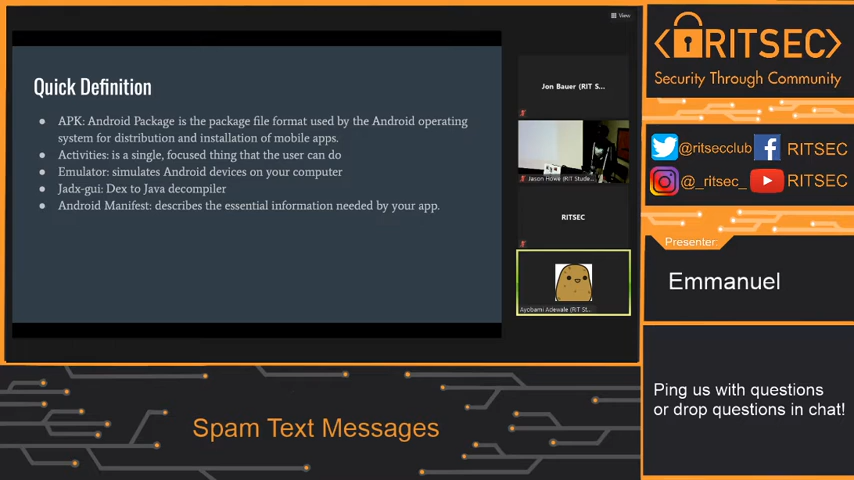 View
Quick Definition
● APK: Android Package is the package file format used by the Android operating
system for distribution and installation of mobile apps.
● Activities: is a single, focused thing that the user can do
● Emulator: simulates Android devices on your computer
● Jadx-gui: Dex to Java decompiler
● Android Manifest: describes the essential information needed by your app.
Jon Bauer (RIT S...
Jason Howe (RIT Stude...
RITSEC
Ayobami Adewale (RIT St...
<RITSEC>
Security Through Community
@ritsecclub
RITSEC
@_ritsec_
RITSEC
Presenter:
Emmanuel
Ping us with questions
or drop questions in chat!
Spam Text Messages